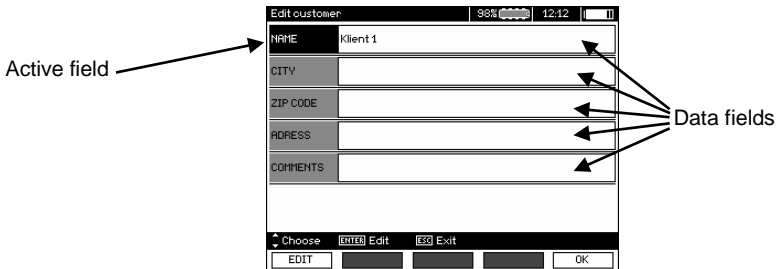 Edit customer 98% 12:12
NAME Klient 1
Active field
CITY
ZIP CODE
Data fields
ADRESS
COMMENTS
Choose ENTER Edit ESC Exit
EDIT OK